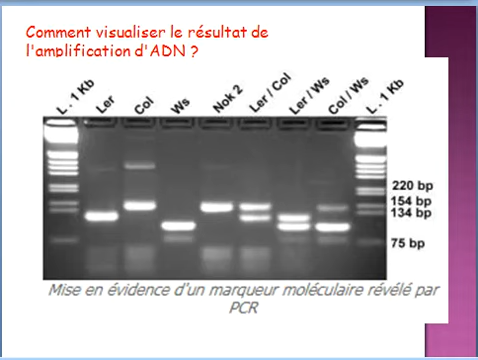 Comment visualiser le résultat de
l'amplification d'ADN ?
L. 1 Kb
Ler
Col
Ws
Nok 2
Ler / Col
Ler / Ws
Col / Ws
L. 1 Kb
220 bp
154 bp
134 bp
75 bp
Mise en évidence d'un marqueur moléculaire révélé par
PCR